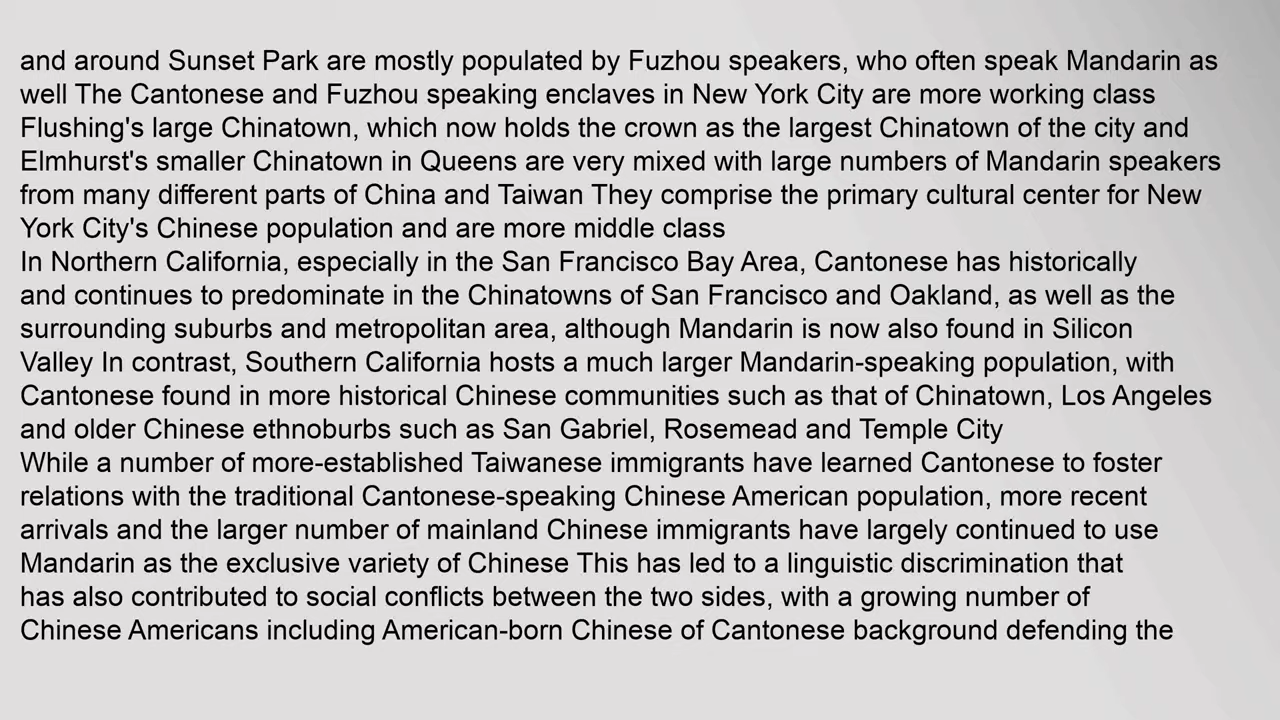 and around Sunset Park are mostly populated by Fuzhou speakers, who often speak Mandarin as
well The Cantonese and Fuzhou speaking enclaves in New York City are more working class
Flushing's large Chinatown, which now holds the crown as the largest Chinatown of the city and
Elmhurst's smaller Chinatown in Queens are very mixed with large numbers of Mandarin speakers
from many different parts of China and Taiwan They comprise the primary cultural center for New
York City's Chinese population and are more middle class
In Northern California, especially in the San Francisco Bay Area, Cantonese has historically
and continues to predominate in the Chinatowns of San Francisco and Oakland, as well as the
surrounding suburbs and metropolitan area, although Mandarin is now also found in Silicon
Valley In contrast, Southern California hosts a much larger Mandarin-speaking population, with
Cantonese found in more historical Chinese communities such as that of Chinatown, Los Angeles
and older Chinese ethnoburbs such as San Gabriel, Rosemead and Temple City
While a number of more-established Taiwanese immigrants have learned Cantonese to foster
relations with the traditional Cantonese-speaking Chinese American population, more recent
arrivals and the larger number of mainland Chinese immigrants have largely continued to use
Mandarin as the exclusive variety of Chinese This has led to a linguistic discrimination that
has also contributed to social conflicts between the two sides, with a growing number of
Chinese Americans including American-born Chinese of Cantonese background defending the